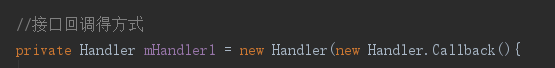 //接口回调得方式
private Handler mHandler1 = new Handler(new Handler.Callback(){